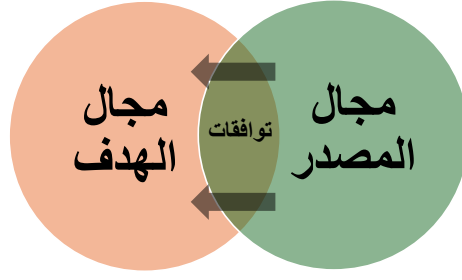 مجال
المصدر
توافقات
مجال
الهدف